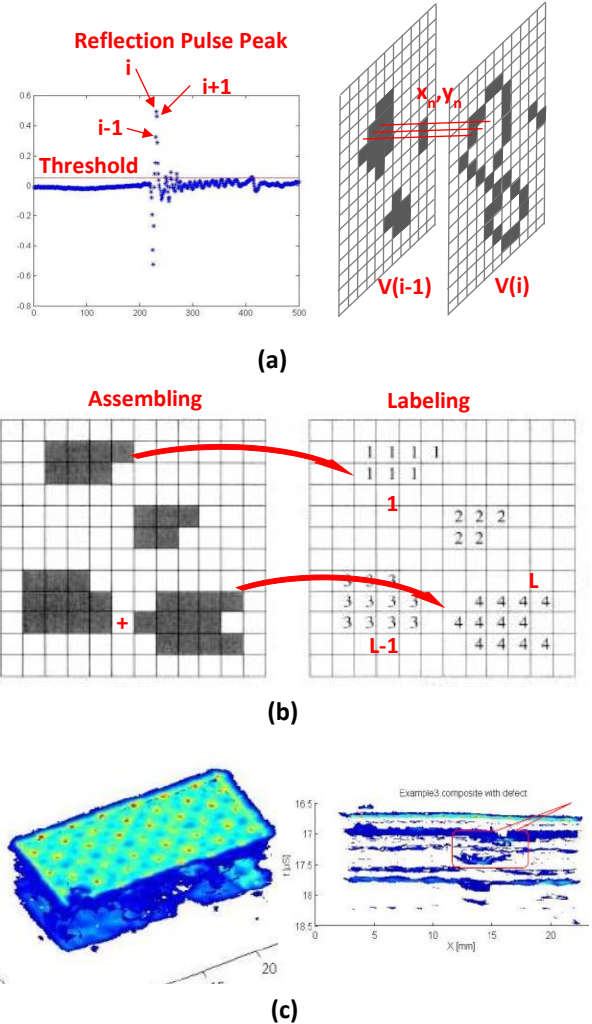 Reflection Pulse Peak
i
i+1
i-1
Threshold
0.6
0.4
0.2
0
-0.2
-0.4
-0.6
-0.8
0 100 200 300 400 500
xn,yn
V(i-1)
V(i)
(a)
Assembling
Labeling
1 1 1 1
1 1 1
1
2 2 2
2 2
3 3 3
L
3 3 3 3
4 4 4 4
3 3 3 3
4 4 4 4
+
L-1
4 4 4 4
(b)
15
20
Example3.composite with defect
16.5
17
17.5
18
18.5
t [µS]
0 5 10 15 20
X [mm]
(c)